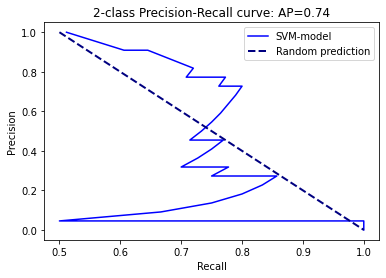 2-class Precision-Recall curve: AP=0.74
SVM-model
Random prediction
Precision
1.0
0.8
0.6
0.4
0.2
0.0
0.5
0.6
0.7
0.8
0.9
1.0
Recall